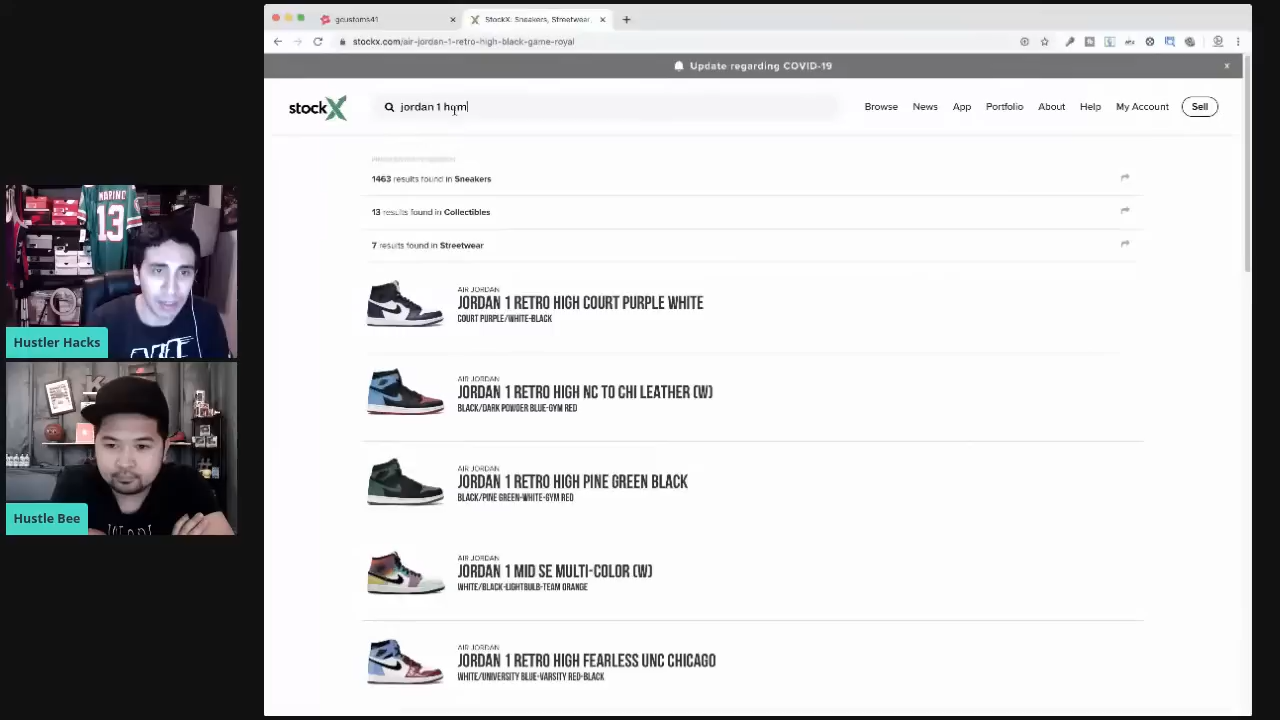 gcustoms41
StockX: Sneakers, Streetwear,
stockx.com/air-jordan-1-retro-high-black-game-royal
Update regarding COVID-19
stockX
jordan 1 hom
Browse
News
App
Portfolio
About
Help
My Account
Sell
1463 results found in Sneakers
13 results found in Collectibles
7 results found in Streetwear
AIR JORDAN
JORDAN 1 RETRO HIGH COURT PURPLE WHITE
COURT PURPLE/WHITE-BLACK
AIR JORDAN
JORDAN 1 RETRO HIGH NC TO CHI LEATHER (W)
BLACK/DARK POWDER BLUE-GYM RED
AIR JORDAN
JORDAN 1 RETRO HIGH PINE GREEN BLACK
BLACK/PINE GREEN-WHITE-GYM RED
AIR JORDAN
JORDAN 1 MID SE MULTI-COLOR (W)
WHITE/BLACK-LIGHTBULB-TEAM ORANGE
AIR JORDAN
JORDAN 1 RETRO HIGH FEARLESS UNC CHICAGO
WHITE/UNIVERSITY BLUE-VARSITY RED-BLACK
MARINO
13
Hustler Hacks
Hustle Bee